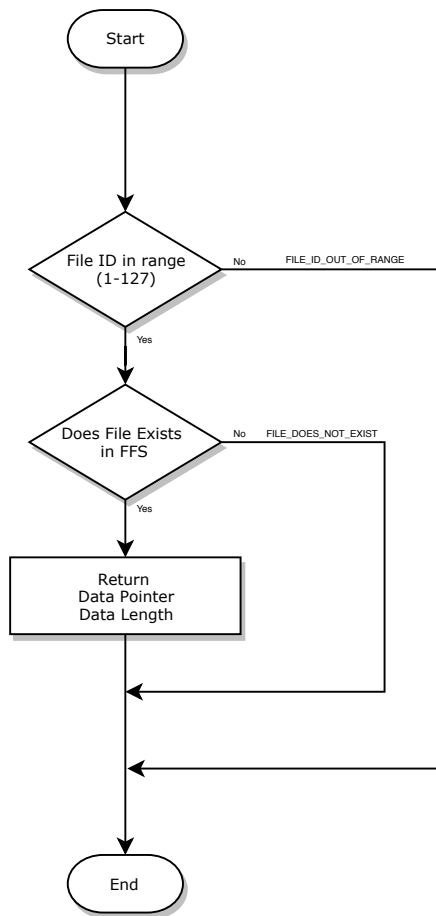 Start
File ID in range
(1-127)
No
FILE_ID_OUT_OF_RANGE
Yes
Does File Exists
in FFS
No
FILE_DOES_NOT_EXIST
Yes
Return
Data Pointer
Data Length
End